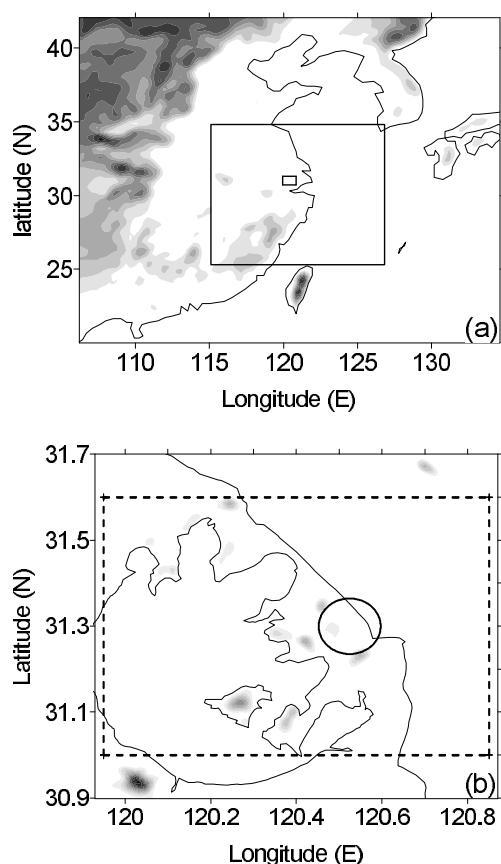 40
35
30
25
latitude (N)
(a)
110 115 120 125 130
Longitude (E)
31.7
31.5
31.3
31.1
30.9
Latitude (N)
(b)
120 120.2 120.4 120.6 120.8
Longitude (E)